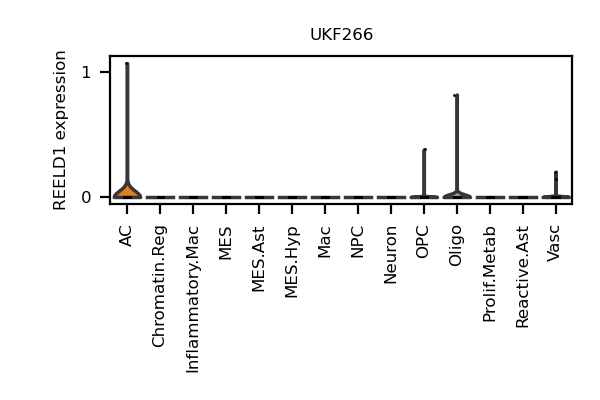 UKF266
REELD1 expression
1
0
AC
Chromatin.Reg
Inflammatory.Mac
MES
MES.Ast
MES.Hyp
Mac
NPC
Neuron
OPC
Oligo
Prolif.Metab
Reactive.Ast
Vasc